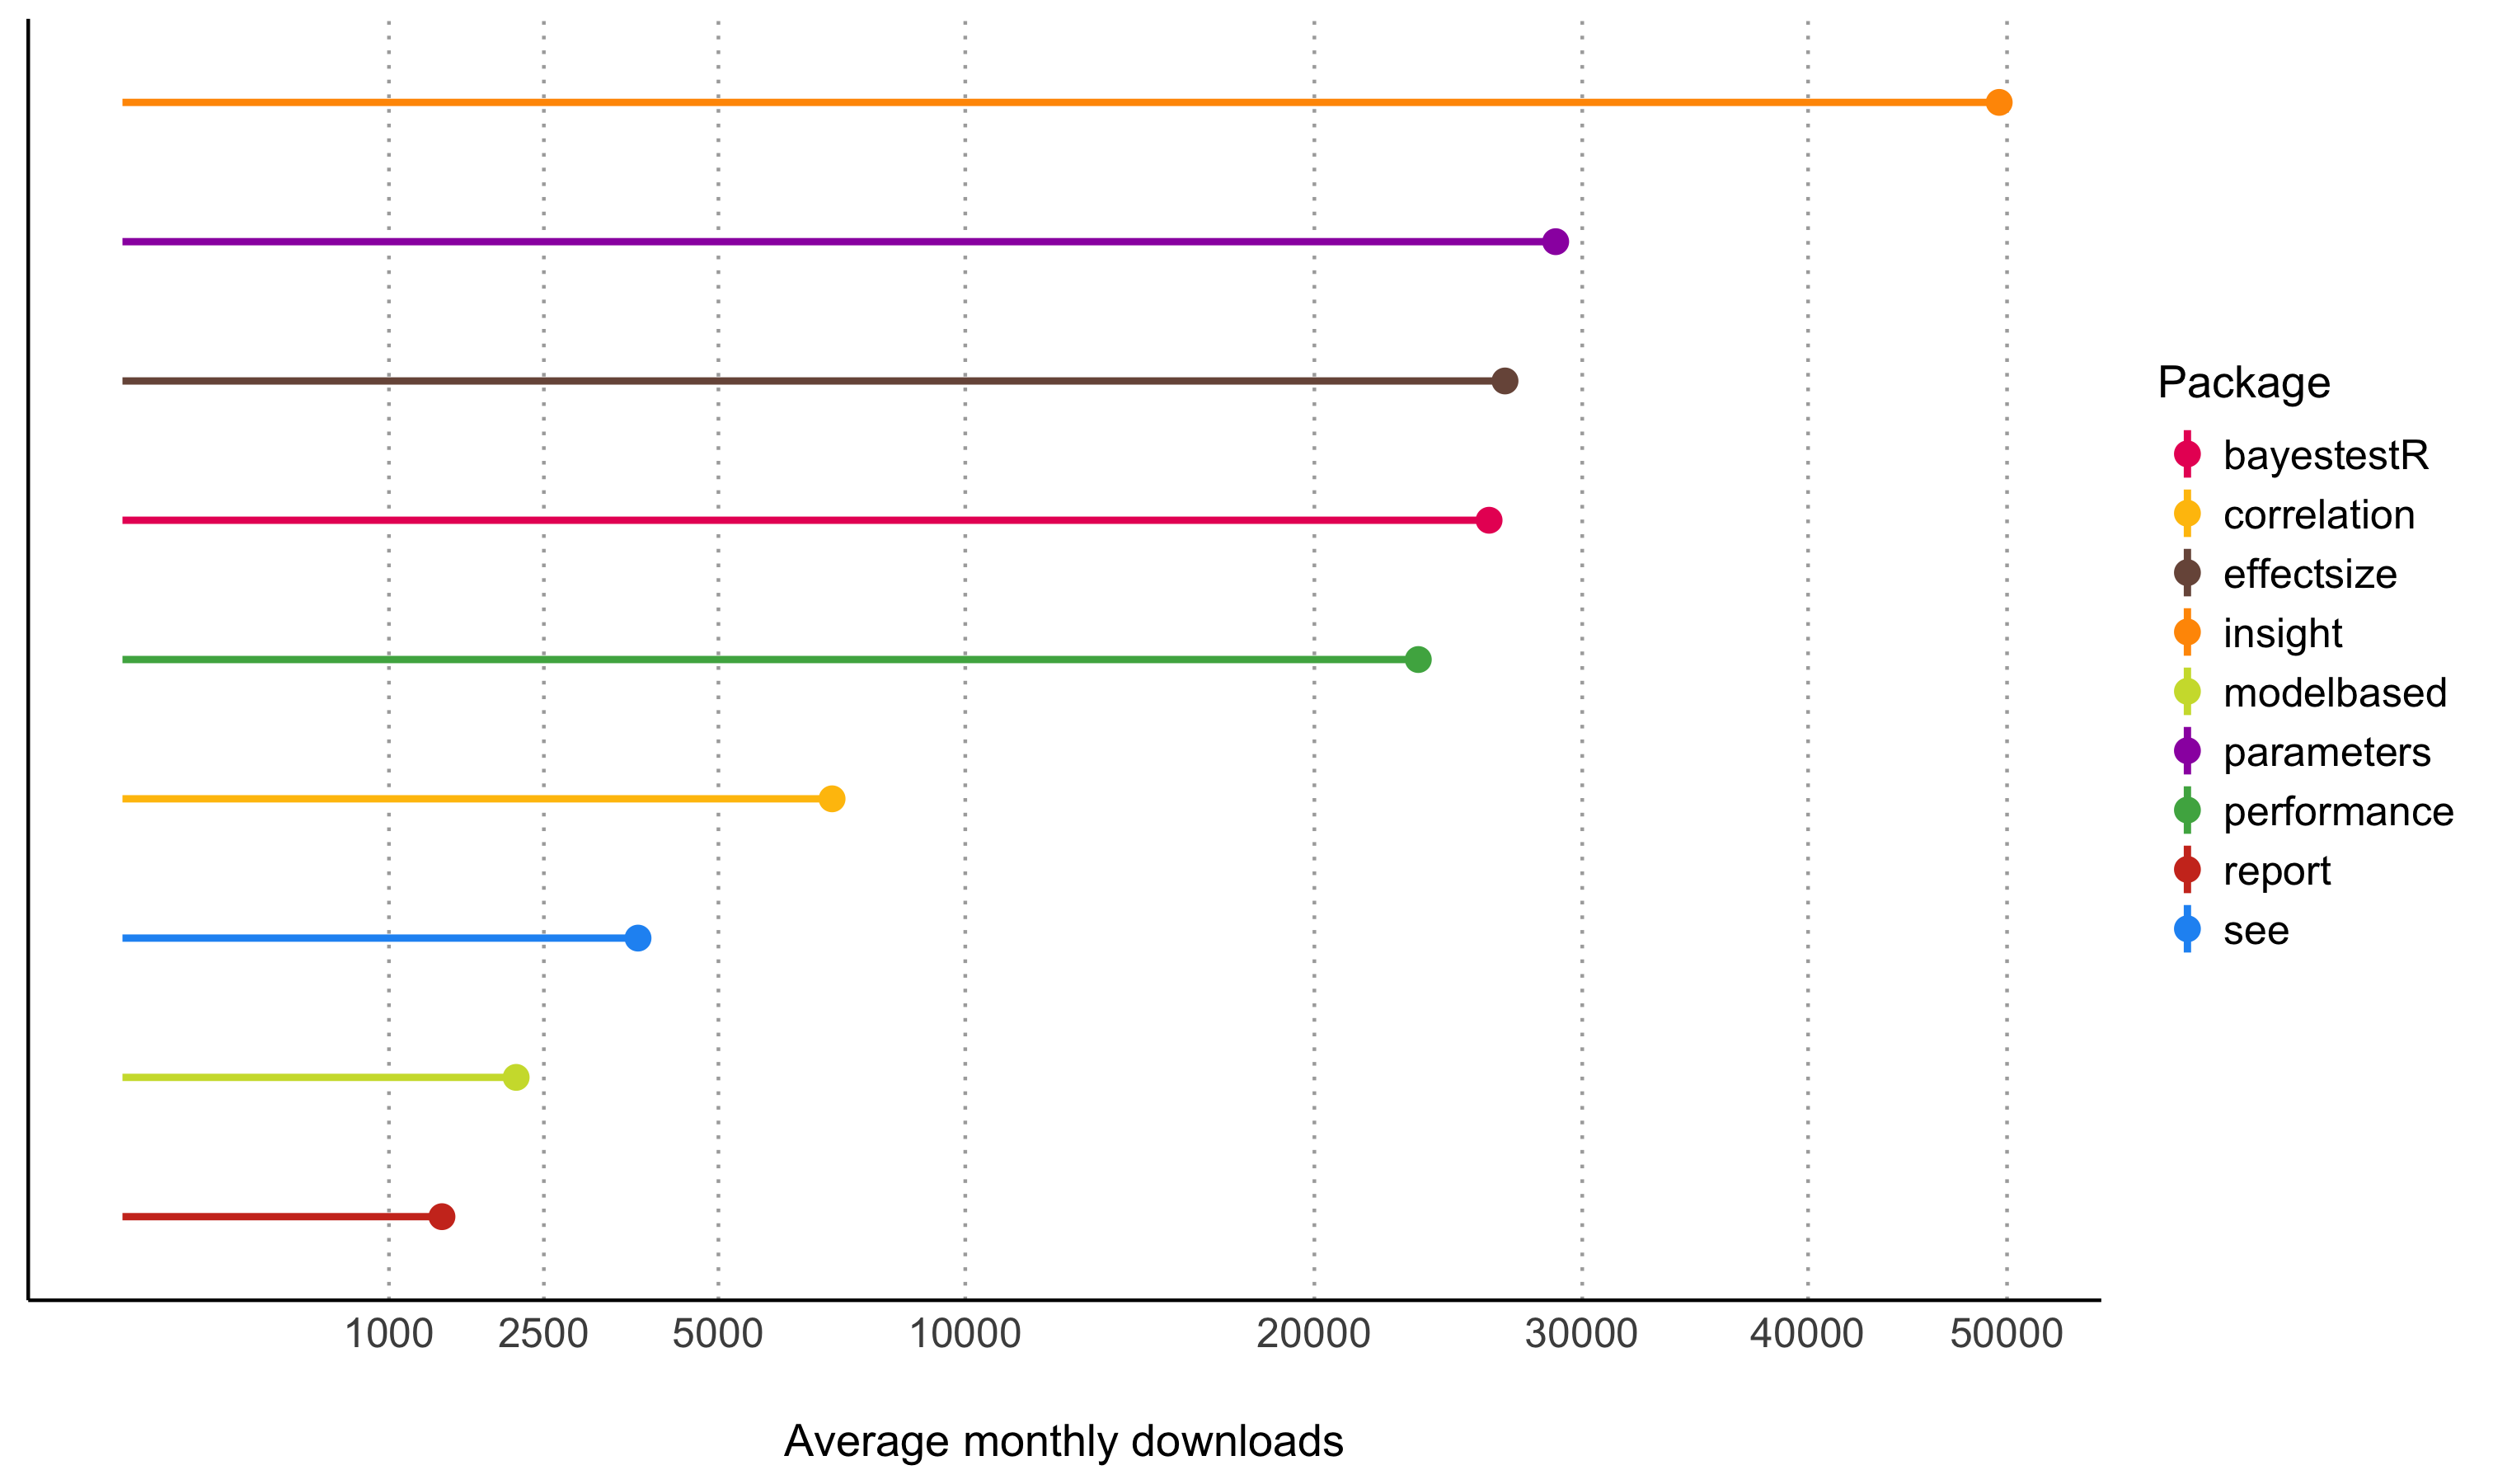 Package
bayestestR
correlation
effectsize
insight
modelbased
parameters
performance
report
see
1000 2500 5000 10000 20000 30000 40000 50000
Average monthly downloads